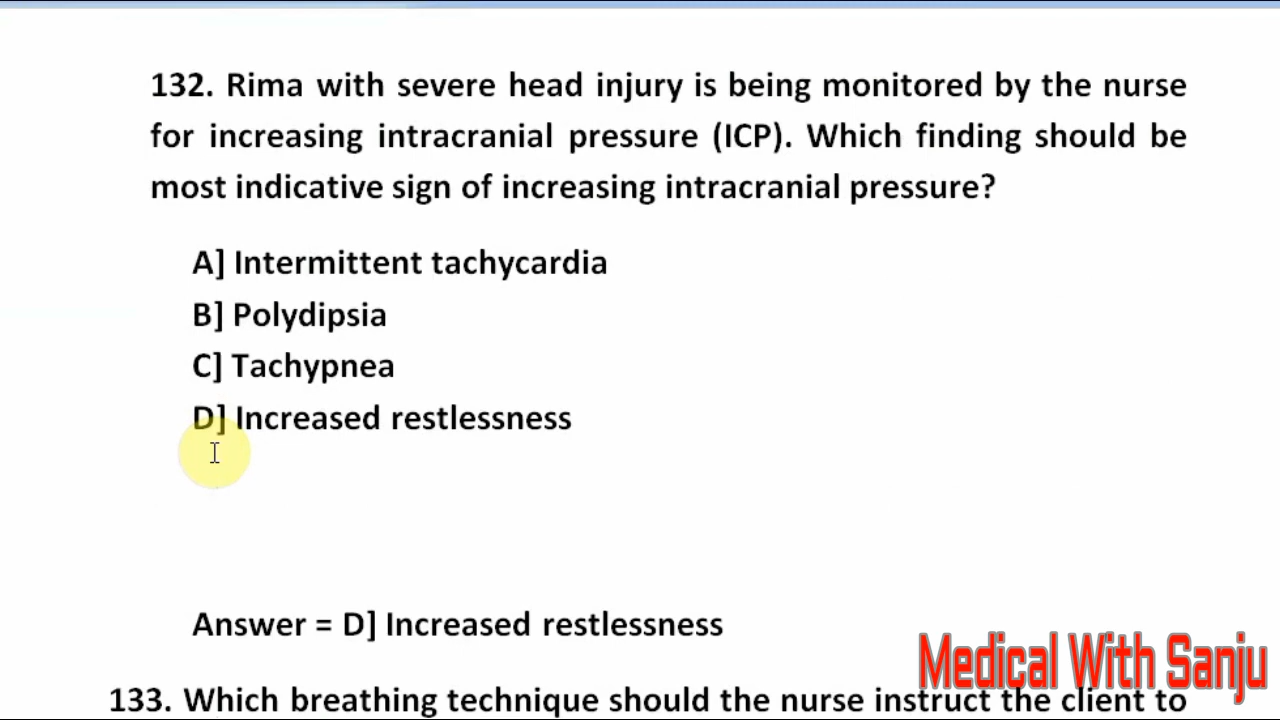 132. Rima with severe head injury is being monitored by the nurse
for increasing intracranial pressure (ICP). Which finding should be
most indicative sign of increasing intracranial pressure?
A] Intermittent tachycardia
B] Polydipsia
C] Tachypnea
D] Increased restlessness
Answer = D] Increased restlessness
Medical With Sanju
133. Which breathing technique should the nurse instruct the client to